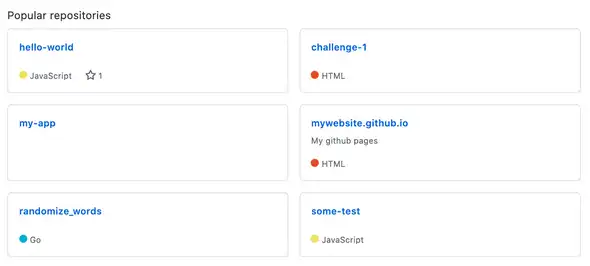 Popular repositories
hello-world
JavaScript 1
challenge-1
HTML
my-app
mywebsite.github.io
My github pages
HTML
randomize_words
Go
some-test
JavaScript